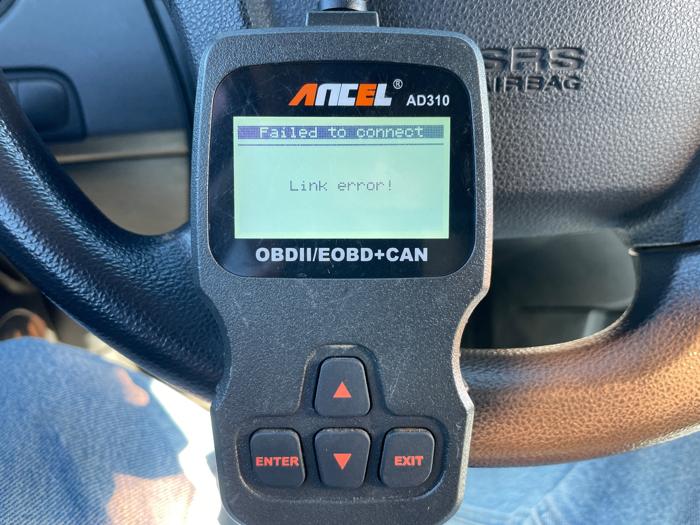 SRS
AIRBAG
ANCEL®
AD310
Failed to connect
Link error!
OBDII/EOBD+CAN
ENTER
EXIT